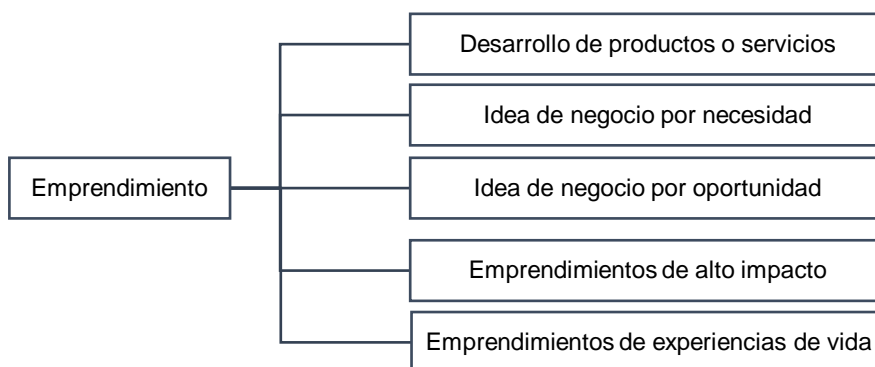 Emprendimiento
Desarrollo de productos o servicios
Idea de negocio por necesidad
Idea de negocio por oportunidad
Emprendimientos de alto impacto
Emprendimientos de experiencias de vida